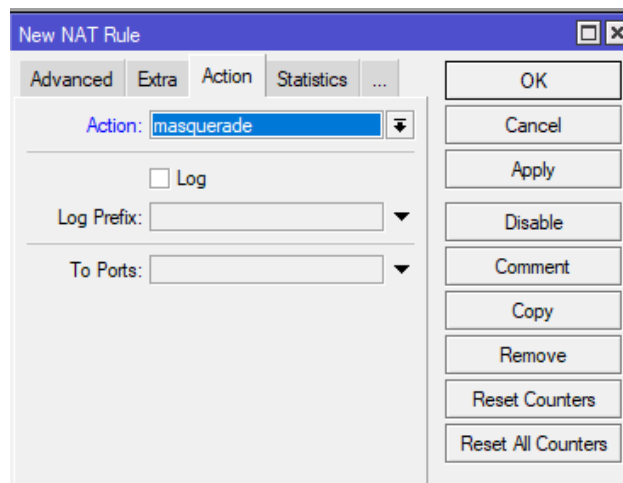 New NAT Rule
Advanced Extra Action Statistics ...
Action: masquerade
Log
Log Prefix:
To Ports:
OK
Cancel
Apply
Disable
Comment
Copy
Remove
Reset Counters
Reset All Counters